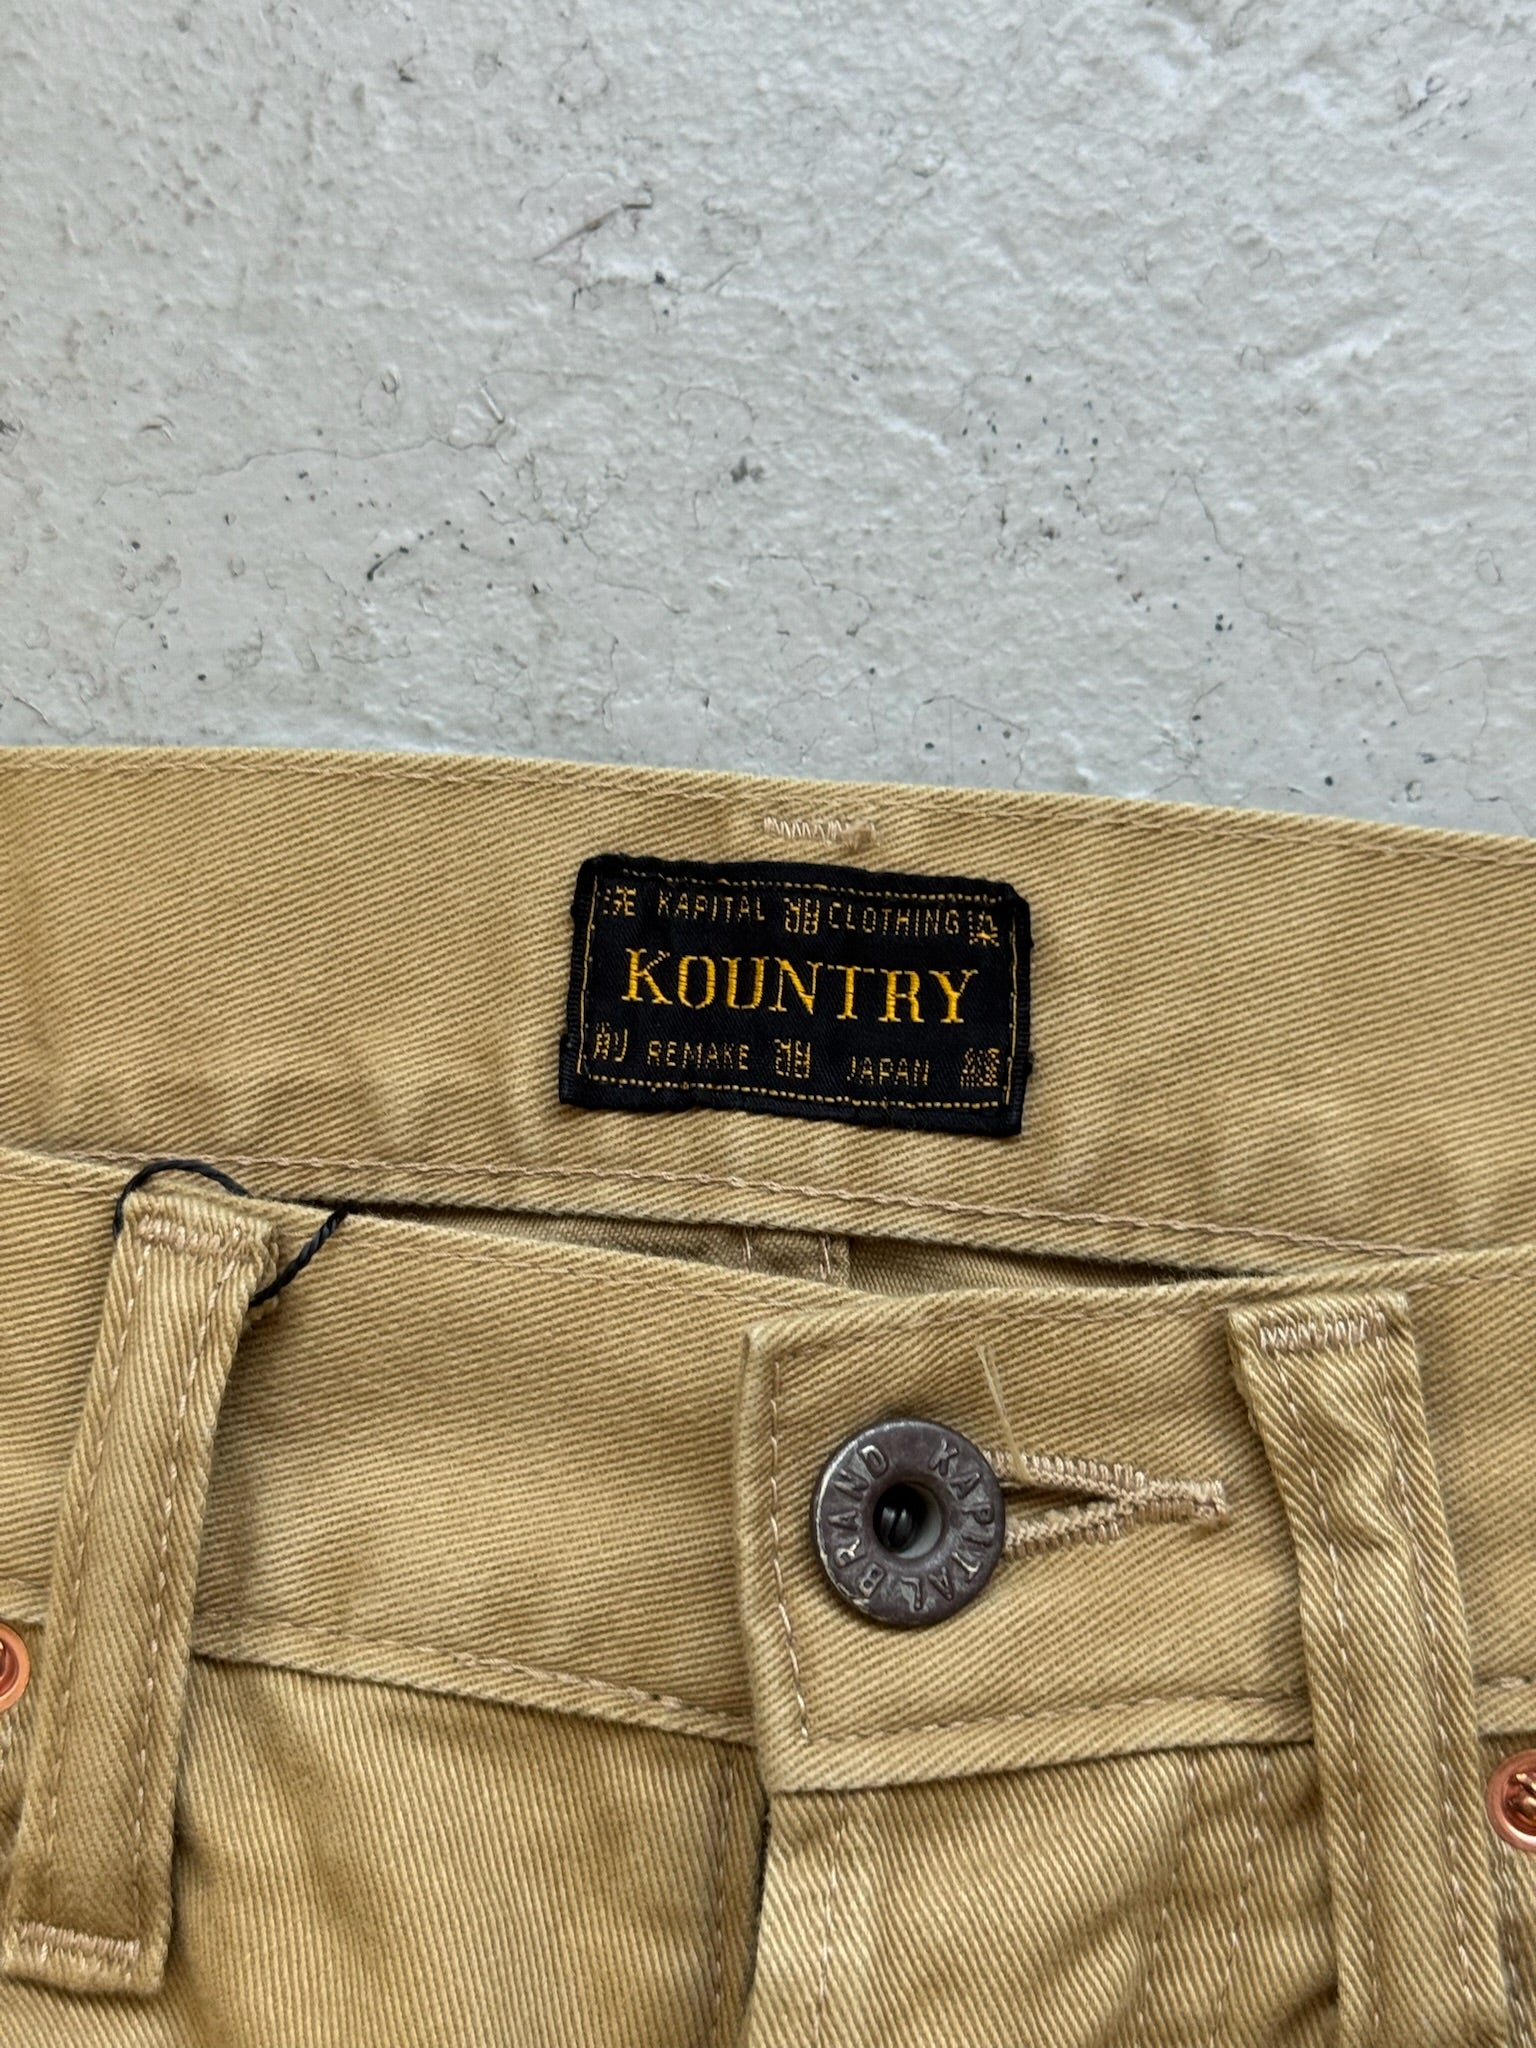 KAPITAL CLOTHING
KOUNTRY
REMAKE JAPAN
KAPITAL BRAND